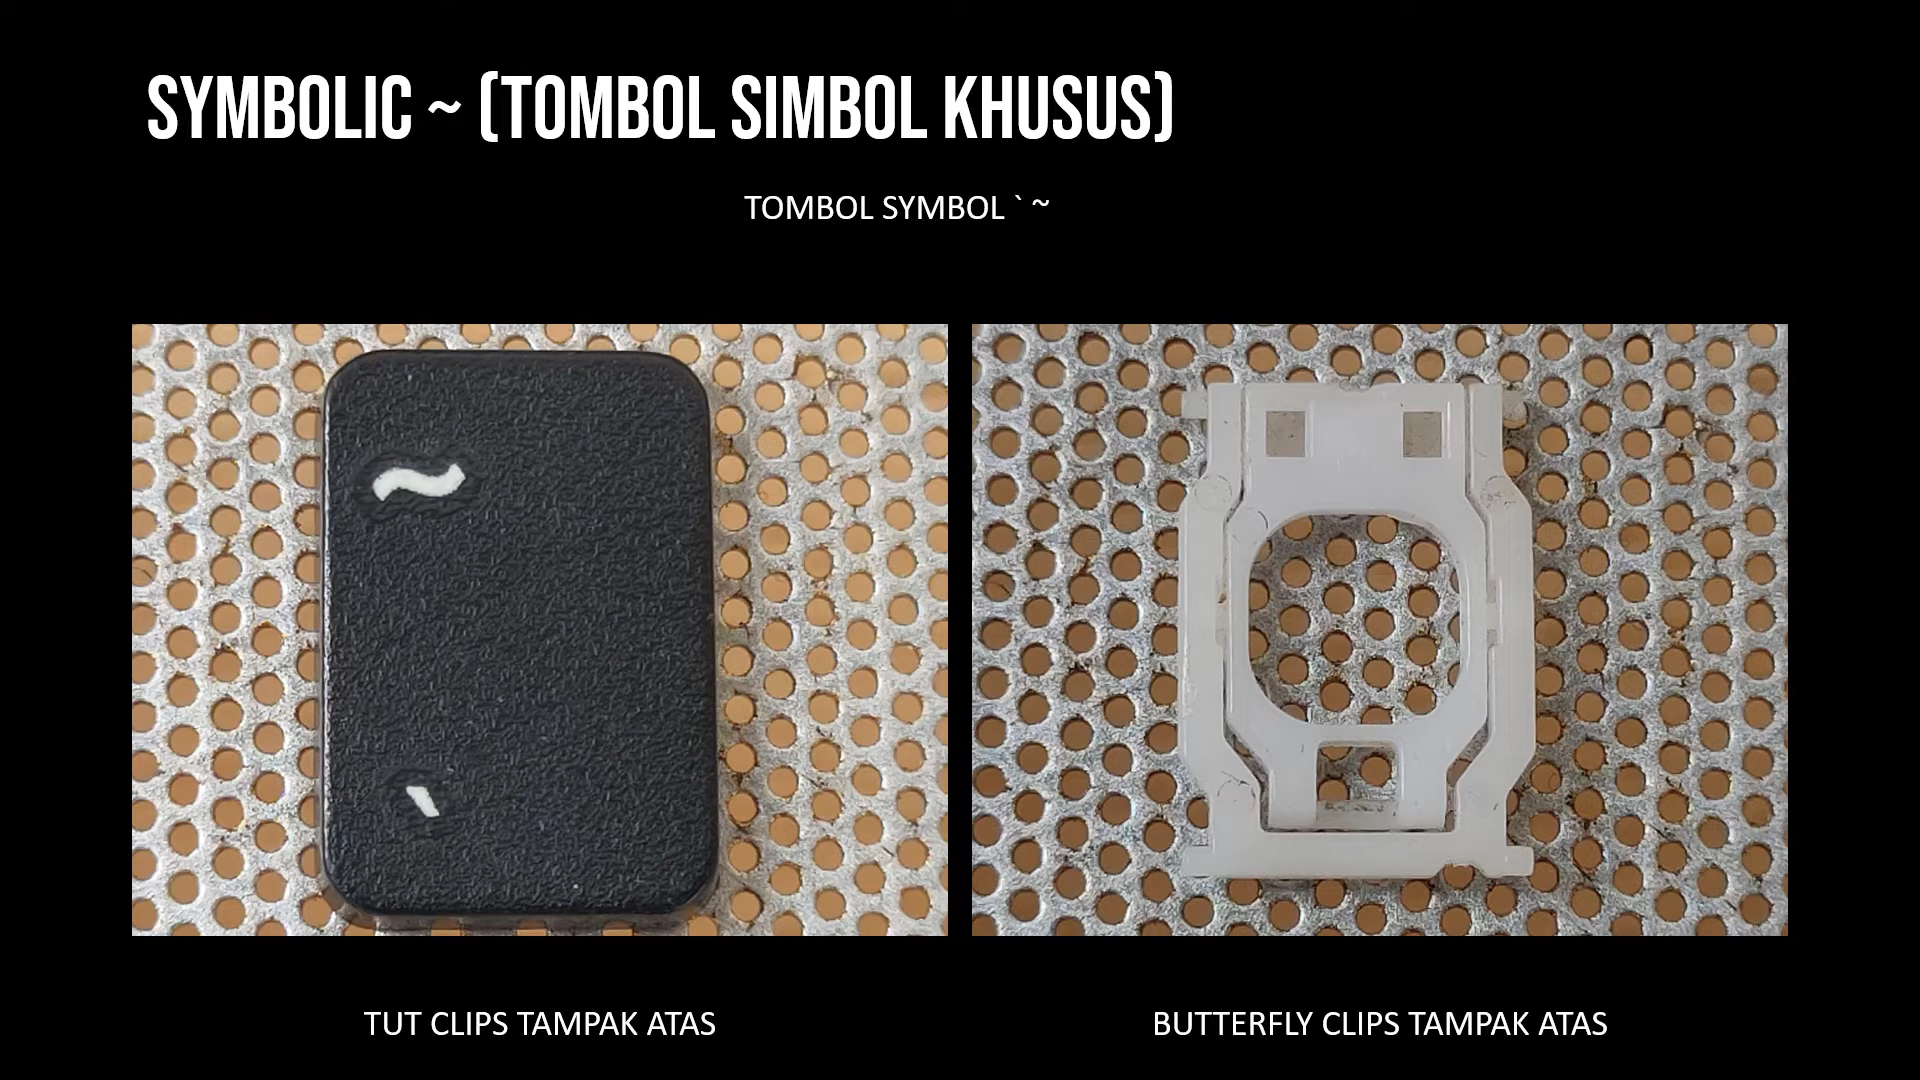 SYMBOLIC ~ (TOMBOL SIMBOL KHUSUS)
TOMBOL SYMBOL ` ~
~
`
TUT CLIPS TAMPAK ATAS
BUTTERFLY CLIPS TAMPAK ATAS